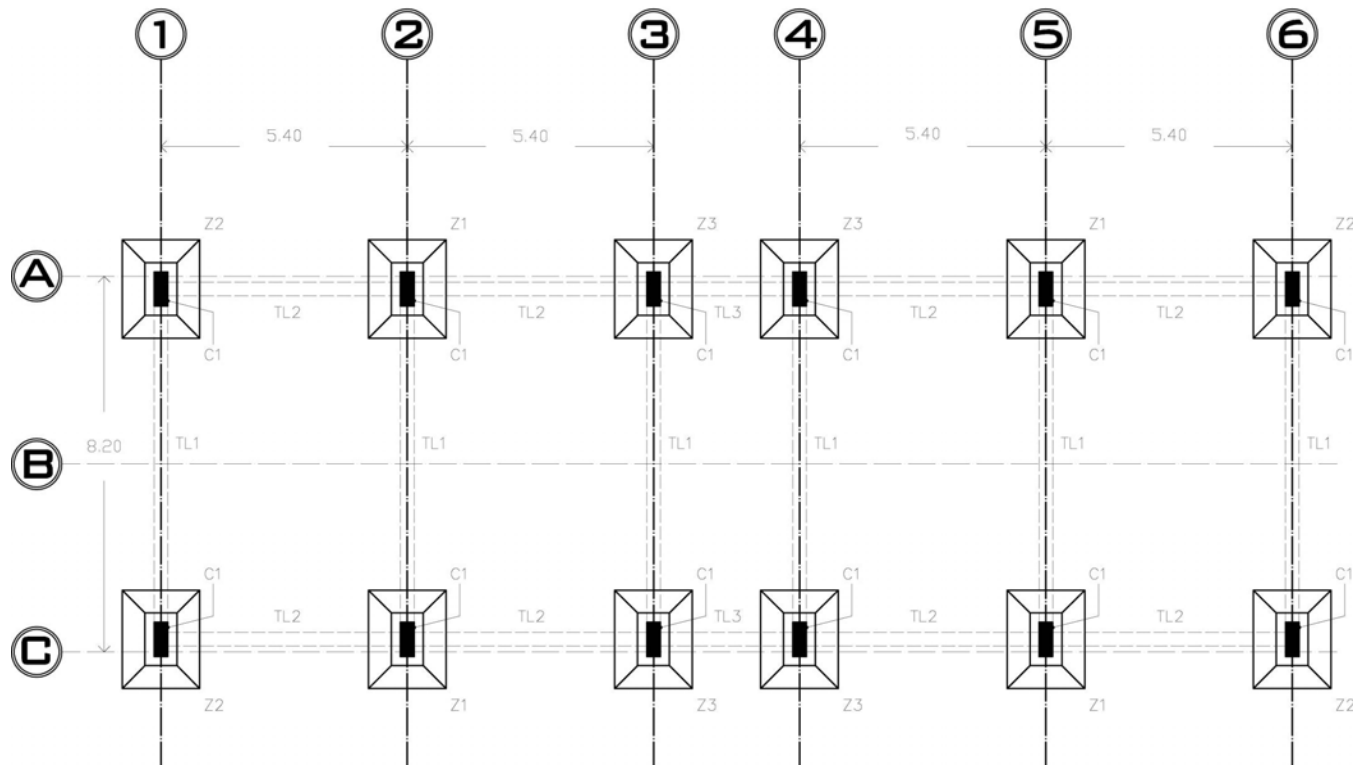 1 2 3 4 5 6
5.40 5.40 5.40 5.40
Z2 Z1 Z3 Z3 Z1 Z2
A
TL2 TL2 TL3 TL2 TL2
C1 C1 C1 C1 C1 C1
8.20 TL1 TL1 TL1 TL1 TL1 TL1
B
C1 C1 C1 C1 C1 C1
TL2 TL2 TL3 TL2 TL2
C
Z2 Z1 Z3 Z3 Z1 Z2